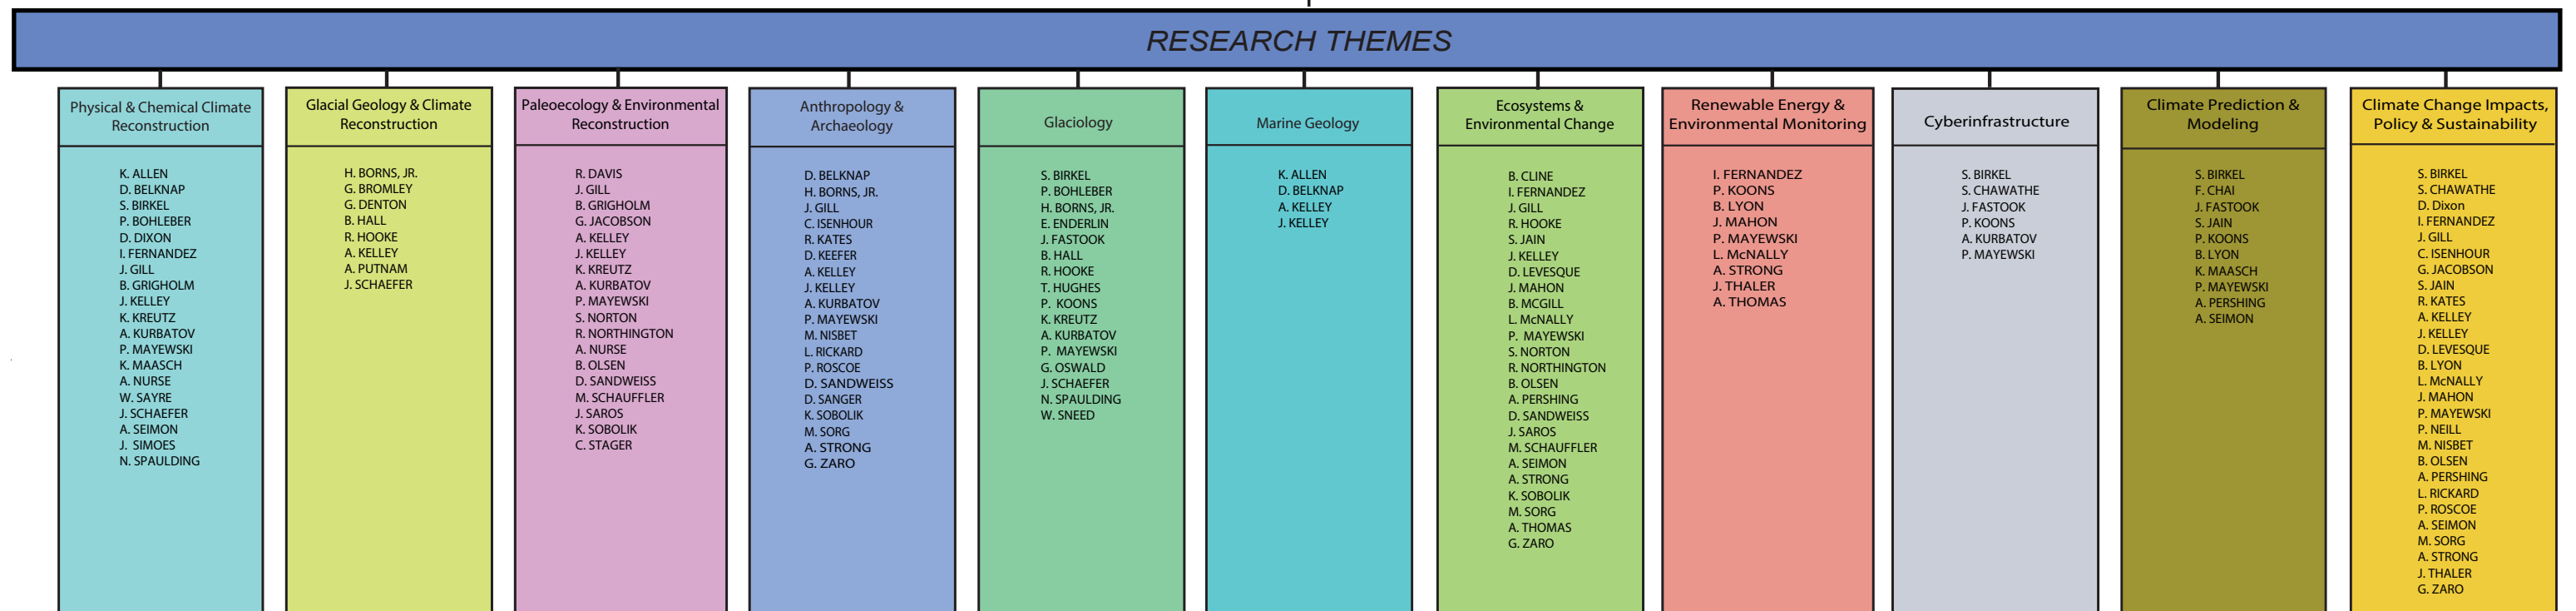 RESEARCH THEMES
Physical & Chemical Climate
Reconstruction
K. ALLEN
D. BELKNAP
S. BIRKEL
P. BOHLEBER
D. DIXON
I. FERNANDEZ
J. GILL
B. GRIGHOLM
J. KELLEY
K. KREUTZ
A. KURBATOV
P. MAYEWSKI
K. MAASCH
A. NURSE
W. SAYRE
J. SCHAEFER
A. SEIMON
J. SIMOES
N. SPAULDING
Glacial Geology & Climate
Reconstruction
H. BORNS, JR.
G. BROMLEY
G. DENTON
B. HALL
R. HOOKE
A. KELLEY
A. PUTNAM
J. SCHAEFER
Paleoecology & Environmental
Reconstruction
R. DAVIS
J. GILL
B. GRIGHOLM
G. JACOBSON
A. KELLEY
J. KELLEY
K. KREUTZ
A. KURBATOV
P. MAYEWSKI
S. NORTON
R. NORTHINGTON
A. NURSE
B. OLSEN
D. SANDWEISS
M. SCHAUFFLER
J. SAROS
K. SOBOLIK
C. STAGER
Anthropology &
Archaeology
D. BELKNAP
H. BORNS, JR.
J. GILL
C. ISENHOUR
R. KATES
D. KEEFER
A. KELLEY
J. KELLEY
A. KURBATOV
P. MAYEWSKI
M. NISBET
L. RICKARD
P. ROSCOE
D. SANDWEISS
D. SANGER
K. SOBOLIK
M. SORG
A. STRONG
G. ZARO
Glaciology
S. BIRKEL
P. BOHLEBER
H. BORNS, JR.
E. ENDERLIN
J. FASTOOK
B. HALL
R. HOOKE
T. HUGHES
P. KOONS
K. KREUTZ
A. KURBATOV
P. MAYEWSKI
G. OSWALD
J. SCHAEFER
N. SPAULDING
W. SNEED
Marine Geology
K. ALLEN
D. BELKNAP
A. KELLEY
J. KELLEY
Ecosystems &
Environmental Change
B. CLINE
I. FERNANDEZ
J. GILL
R. HOOKE
S. JAIN
J. KELLEY
D. LEVESQUE
J. MAHON
B. MCGILL
L. McNALLY
P. MAYEWSKI
S. NORTON
R. NORTHINGTON
B. OLSEN
A. PERSHING
D. SANDWEISS
J. SAROS
M. SCHAUFFLER
A. SEIMON
A. STRONG
K. SOBOLIK
M. SORG
A. THOMAS
G. ZARO
Renewable Energy &
Environmental Monitoring
I. FERNANDEZ
P. KOONS
B. LYON
J. MAHON
P. MAYEWSKI
L. McNALLY
A. STRONG
J. THALER
A. THOMAS
Cyberinfrastructure
S. BIRKEL
S. CHAWATHE
J. FASTOOK
P. KOONS
A. KURBATOV
P. MAYEWSKI
Climate Prediction &
Modeling
S. BIRKEL
F. CHAI
J. FASTOOK
S. JAIN
P. KOONS
B. LYON
K. MAASCH
P. MAYEWSKI
A. PERSHING
A. SEIMON
Climate Change Impacts,
Policy & Sustainability
S. BIRKEL
S. CHAWATHE
D. Dixon
I. FERNANDEZ
J. GILL
C. ISENHOUR
G. JACOBSON
S. JAIN
R. KATES
A. KELLEY
J. KELLEY
D. LEVESQUE
B. LYON
L. McNALLY
J. MAHON
P. MAYEWSKI
P. NEILL
M. NISBET
B. OLSEN
A. PERSHING
L. RICKARD
P. ROSCOE
A. SEIMON
M. SORG
A. STRONG
J. THALER
G. ZARO